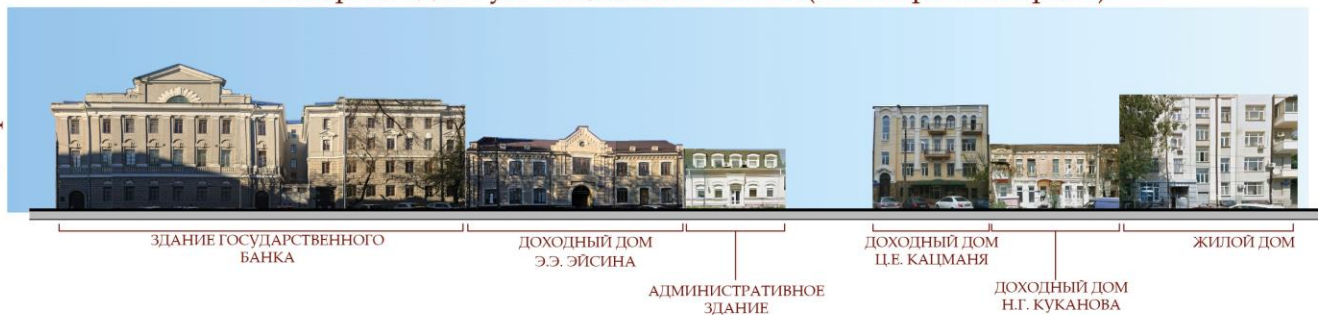 ЗДАНИЕ ГОСУДАРСТВЕННОГО
БАНКА
ДОХОДНЫЙ ДОМ
Э.Э. ЭЙСИНА
АДМИНИСТРАТИВНОЕ
ЗДАНИЕ
ДОХОДНЫЙ ДОМ
Ц.Е. КАЦМАНЯ
ДОХОДНЫЙ ДОМ
Н.Г. КУКАНОВА
ЖИЛОЙ ДОМ